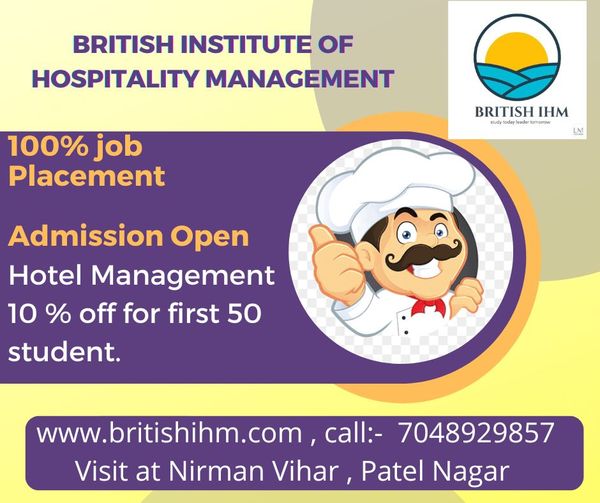 BRITISH INSTITUTE OF
HOSPITALITY MANAGEMENT
BRITISH IHM
study today leader tomorrow
100% job
Placement
Admission Open
Hotel Management
10 % off for first 50
student.
www.britishihm.com , call:- 7048929857
Visit at Nirman Vihar , Patel Nagar